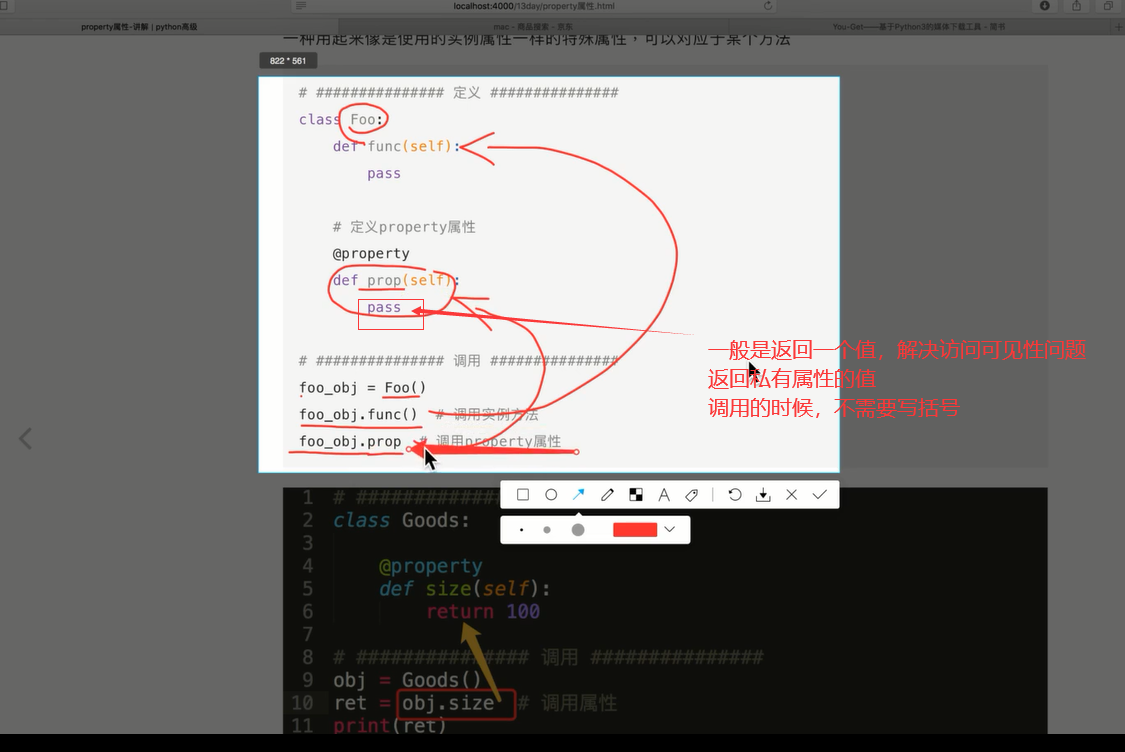 localhost:4000/13day/property属性.html
property属性-讲解 | python高级
mac - 商品搜索 - 京东
You-Get——基于Python3的媒体下载工具 - 简书
一种用起来像是使用的实例属性一样的特殊属性，可以对应于某个方法
822 * 561
# ############### 定义 ###############
class Foo:
def func(self):
pass
# 定义property属性
@property
def prop(self):
pass
一般是返回一个值，解决访问可见性问题
返回私有属性的值
调用的时候，不需要写括号
# ############### 调用 ###############
foo_obj = Foo()
foo_obj.func() # 调用实例方法
foo_obj.prop # 调用property属性
A
1 # ###############
2 class Goods:
3
4 @property
5 def size(self):
6 return 100
7
8 # ############### 调用 ###############
9 obj = Goods()
10 ret = obj.size # 调用属性
11 print(ret)